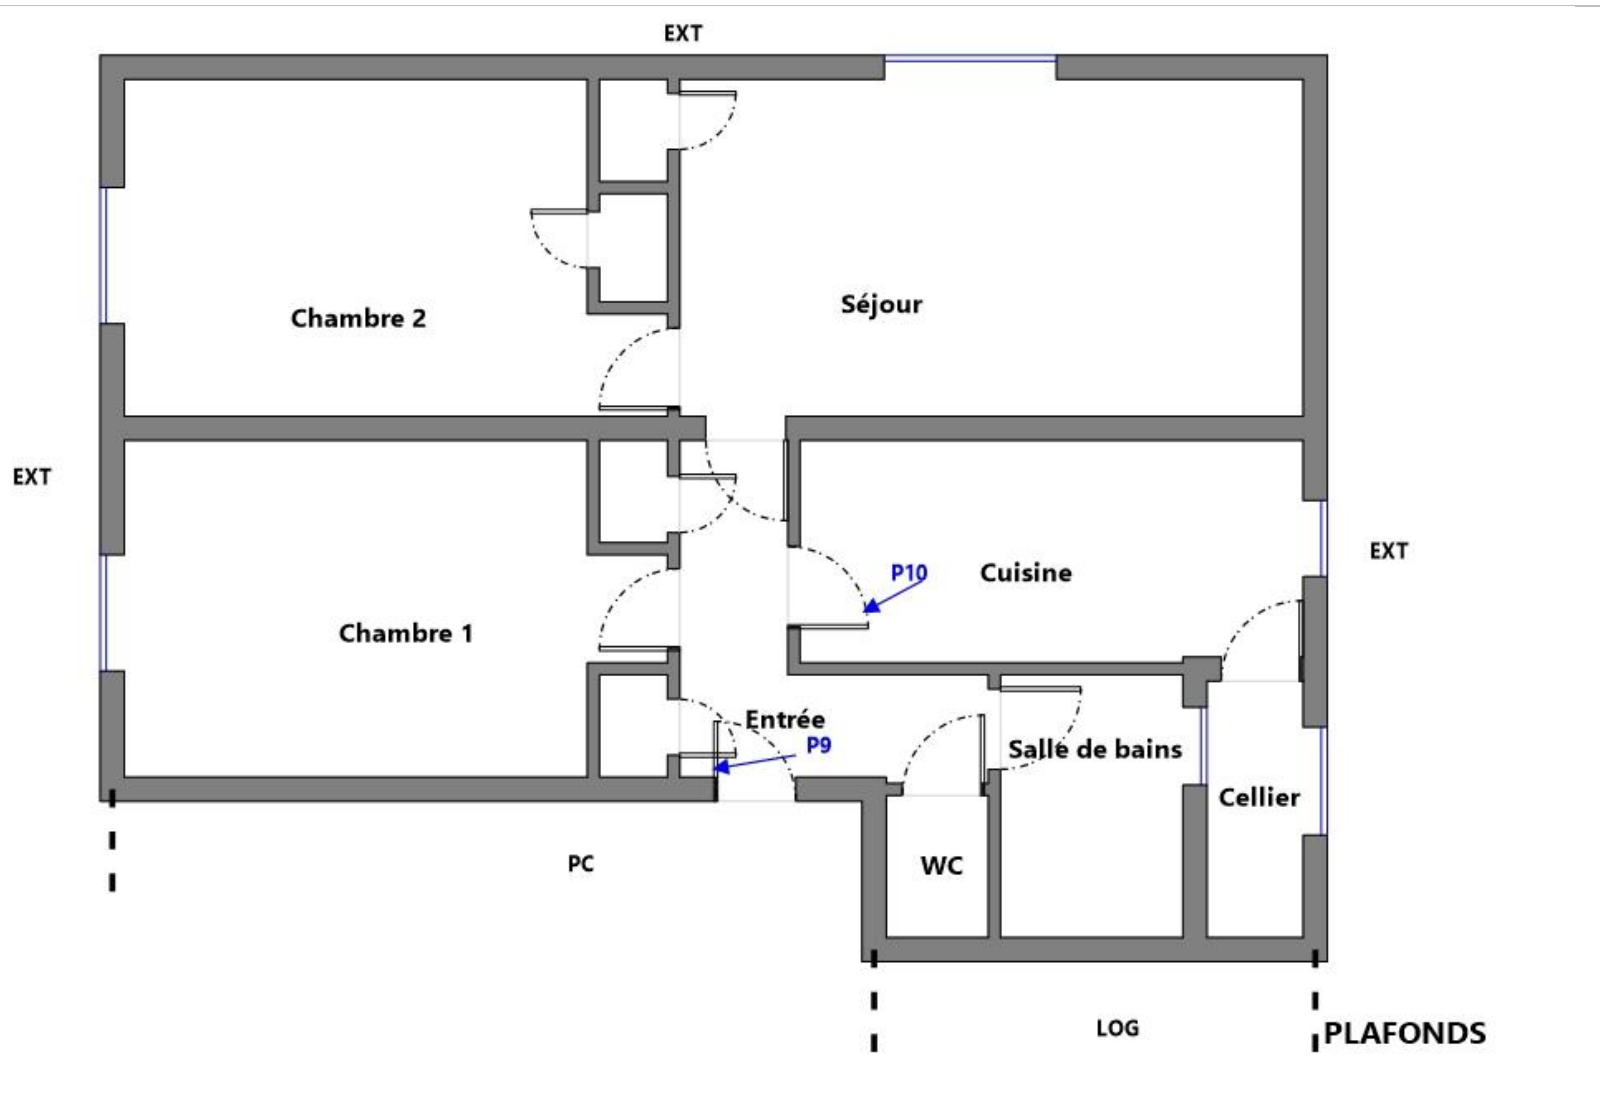 EXT
Séjour
Chambre 2
EXT
EXT
P10
Cuisine
Chambre 1
Entrée
P9
Salle de bains
Cellier
PC
WC
LOG
PLAFONDS